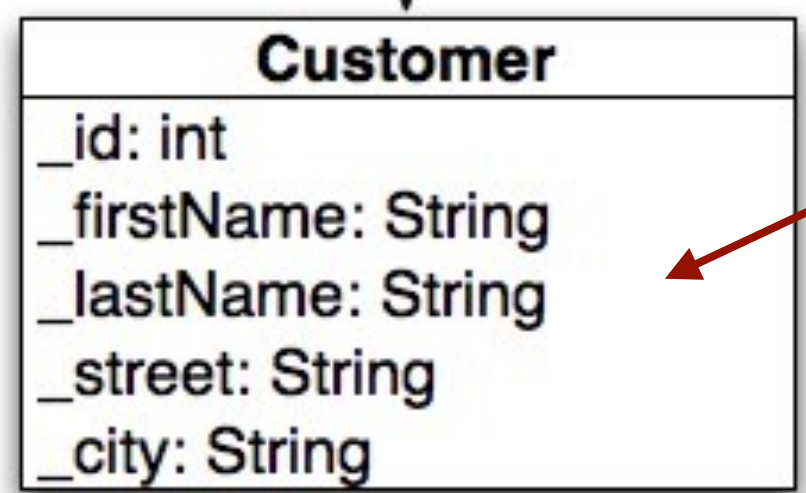 Customer
_id: int
_firstName: String
_lastName: String
_street: String
_city: String